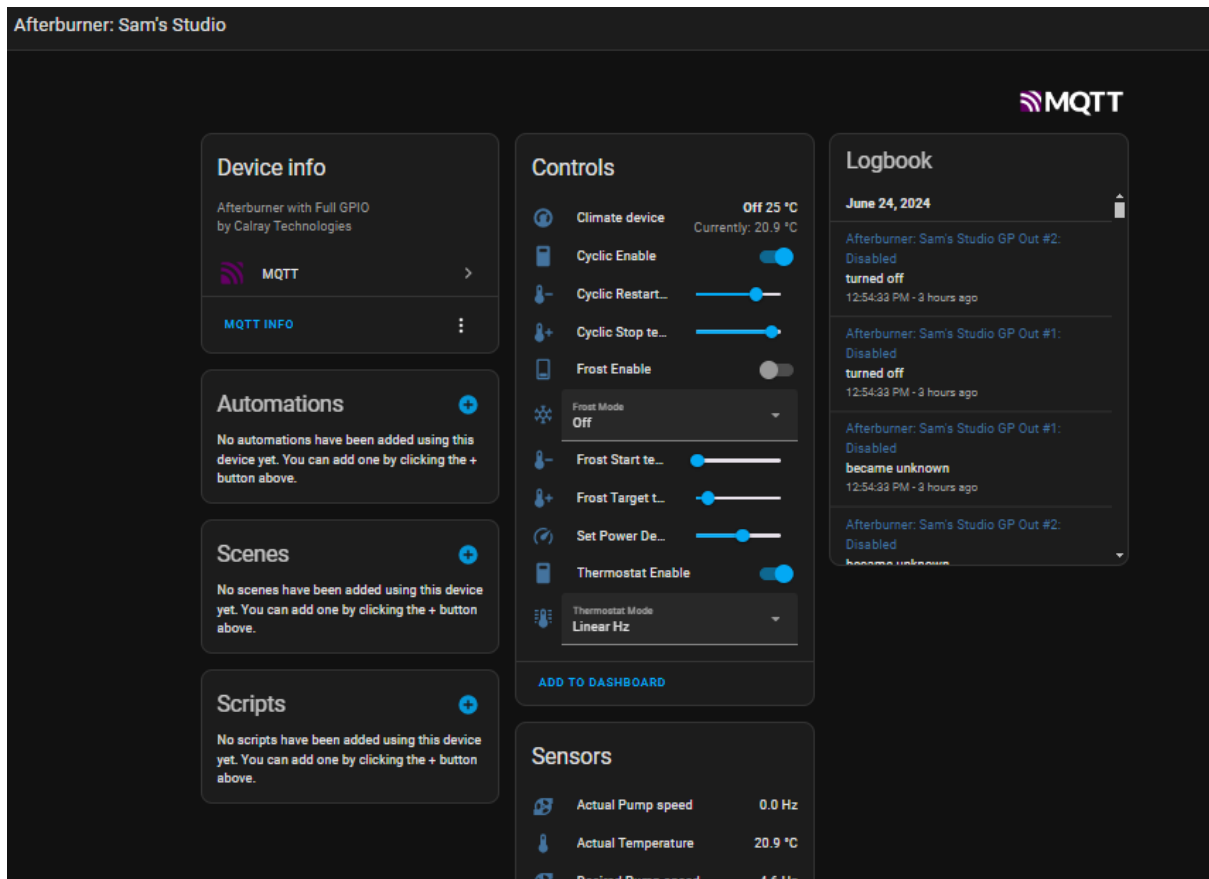 Afterburner: Sam's Studio
MQTT
Device info
Afterburner with Full GPIO
by Calray Technologies
MQTT
MQTT INFO
Automations
No automations have been added using this
device yet. You can add one by clicking the +
button above.
Scenes
No scenes have been added using this device
yet. You can add one by clicking the + button
above.
Scripts
No scripts have been added using this device
yet. You can add one by clicking the + button
above.
Controls
Climate device
Off 25 °C
Currently: 20.9 °C
Cyclic Enable
Cyclic Restart...
Cyclic Stop te...
Frost Enable
Frost Mode
Off
Frost Start te...
Frost Target t...
Set Power De...
Thermostat Enable
Thermostat Mode
Linear Hz
ADD TO DASHBOARD
Sensors
Actual Pump speed 0.0 Hz
Actual Temperature 20.9 °C
Desired Pump speed 4.6 Hz
Logbook
June 24, 2024
Afterburner: Sam's Studio GP Out #2:
Disabled
turned off
12:54:33 PM - 3 hours ago
Afterburner: Sam's Studio GP Out #1:
Disabled
turned off
12:54:33 PM - 3 hours ago
Afterburner: Sam's Studio GP Out #1:
Disabled
became unknown
12:54:33 PM - 3 hours ago
Afterburner: Sam's Studio GP Out #2:
Disabled
became unknown